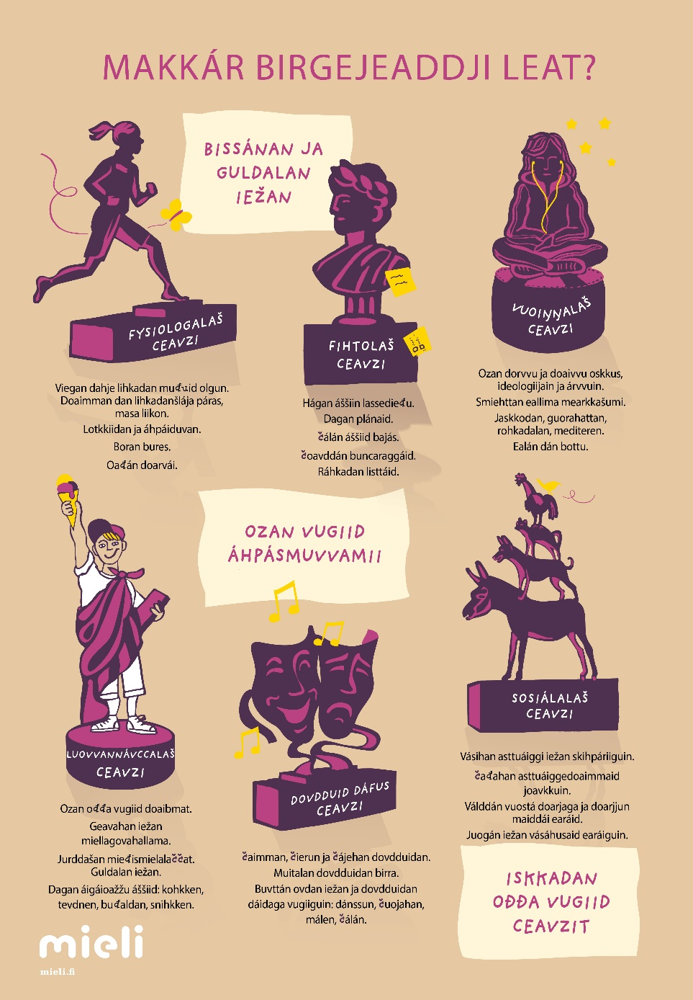 MAKKÁR BIRGEJEADDJI LEAT?
BISSÁNAN JA
GULDALAN
IEŽAN
FYSIOLOGALAŠ
CEAVZI
Viegan dahje lihkadan muđuid olgun.
Doaimman dan lihkadanšlája páras,
masa liikon.
Lotkkiidan ja áhpáiduvan.
Boran bures.
Oađán doarvái.
FIHTOLAŠ
CEAVZI
Hágan áššiin lassedieđu.
Dagan plánaid.
čálán áššiid bajás.
čoavddán buncaraggáid.
Ráhkadan listtáid.
VUOIŊŊALAŠ
CEAVZI
Ozan dorvvu ja doaivvu oskkus,
ideologiijain ja árvvuin.
Smiehttan eallima mearkkašumi.
Jaskkodan, guorahattan,
rohkadalan, mediteren.
Ealán dán bottu.
OZAN VUGIID
ÁHPÁSMUVVAMII
LUOVVANNÁVCCALAŠ
CEAVZI
Ozan ođđa vugiid doaibmat.
Geavahan iežan
miellagovahallama.
Jurddašan mieđismielalaččat.
Guldalan iežan.
Dagan áigáioažžu áššiid: kohkken,
tevdnen, buđaldan, snihkken.
DOVDDUID DÁFUS
CEAVZI
čaimman, čierun ja čájehan dovdduidan.
Muitalan dovdduidan birra.
Buvttán ovdan iežan ja dovdduidan
dáidaga vugiiguin: dánssun, čuojahan,
málen, čálán.
SOSIÁLALAŠ
CEAVZI
Vásihan asttuáiggi iežan skihpáriiguin.
čađahan asttuáiggedoaimmaid
joavkkuin.
Válddán vuostá doarjaga ja doarjjun
maiddái earáid.
Juogán iežan vásáhusaid earáiguin.
ISKKADAN
OĐĐA VUGIID
CEAVZIT
mieli
mieli.fi